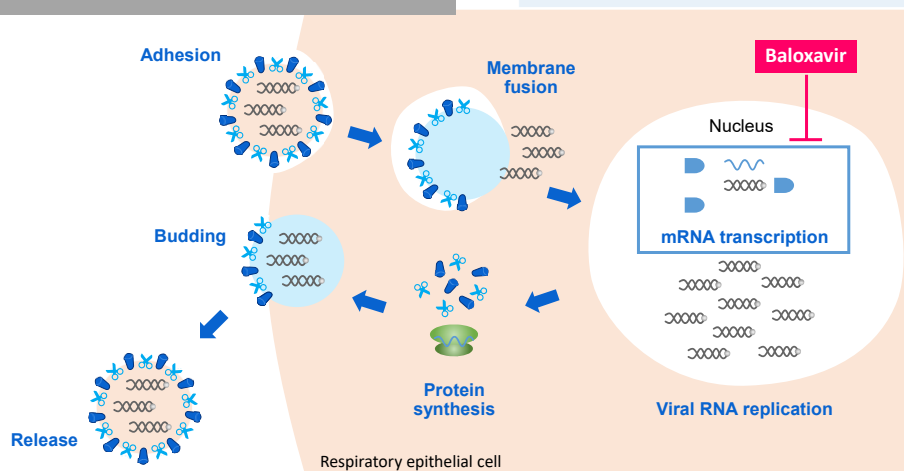 Adhesion
Membrane
fusion
Baloxavir
Nucleus
mRNA transcription
Budding
Protein
synthesis
Viral RNA replication
Release
Respiratory epithelial cell